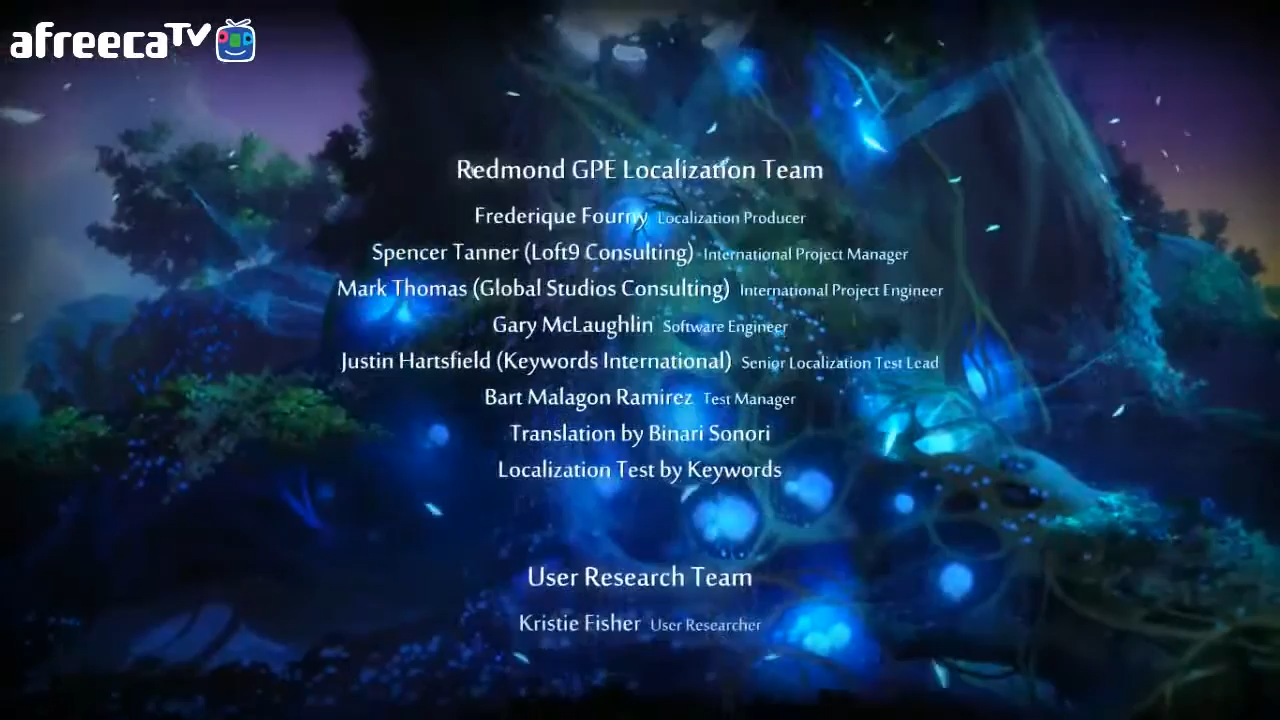 afreecaTV
Redmond GPE Localization Team
Frederique Fourny Localization Producer
Spencer Tanner (Loft9 Consulting) International Project Manager
Mark Thomas (Global Studios Consulting) International Project Engineer
Gary McLaughlin Software Engineer
Justin Hartsfield (Keywords International) Senior Localization Test Lead
Bart Malagon Ramirez Test Manager
Translation by Binari Sonori
Localization Test by Keywords
User Research Team
Kristie Fisher User Researcher